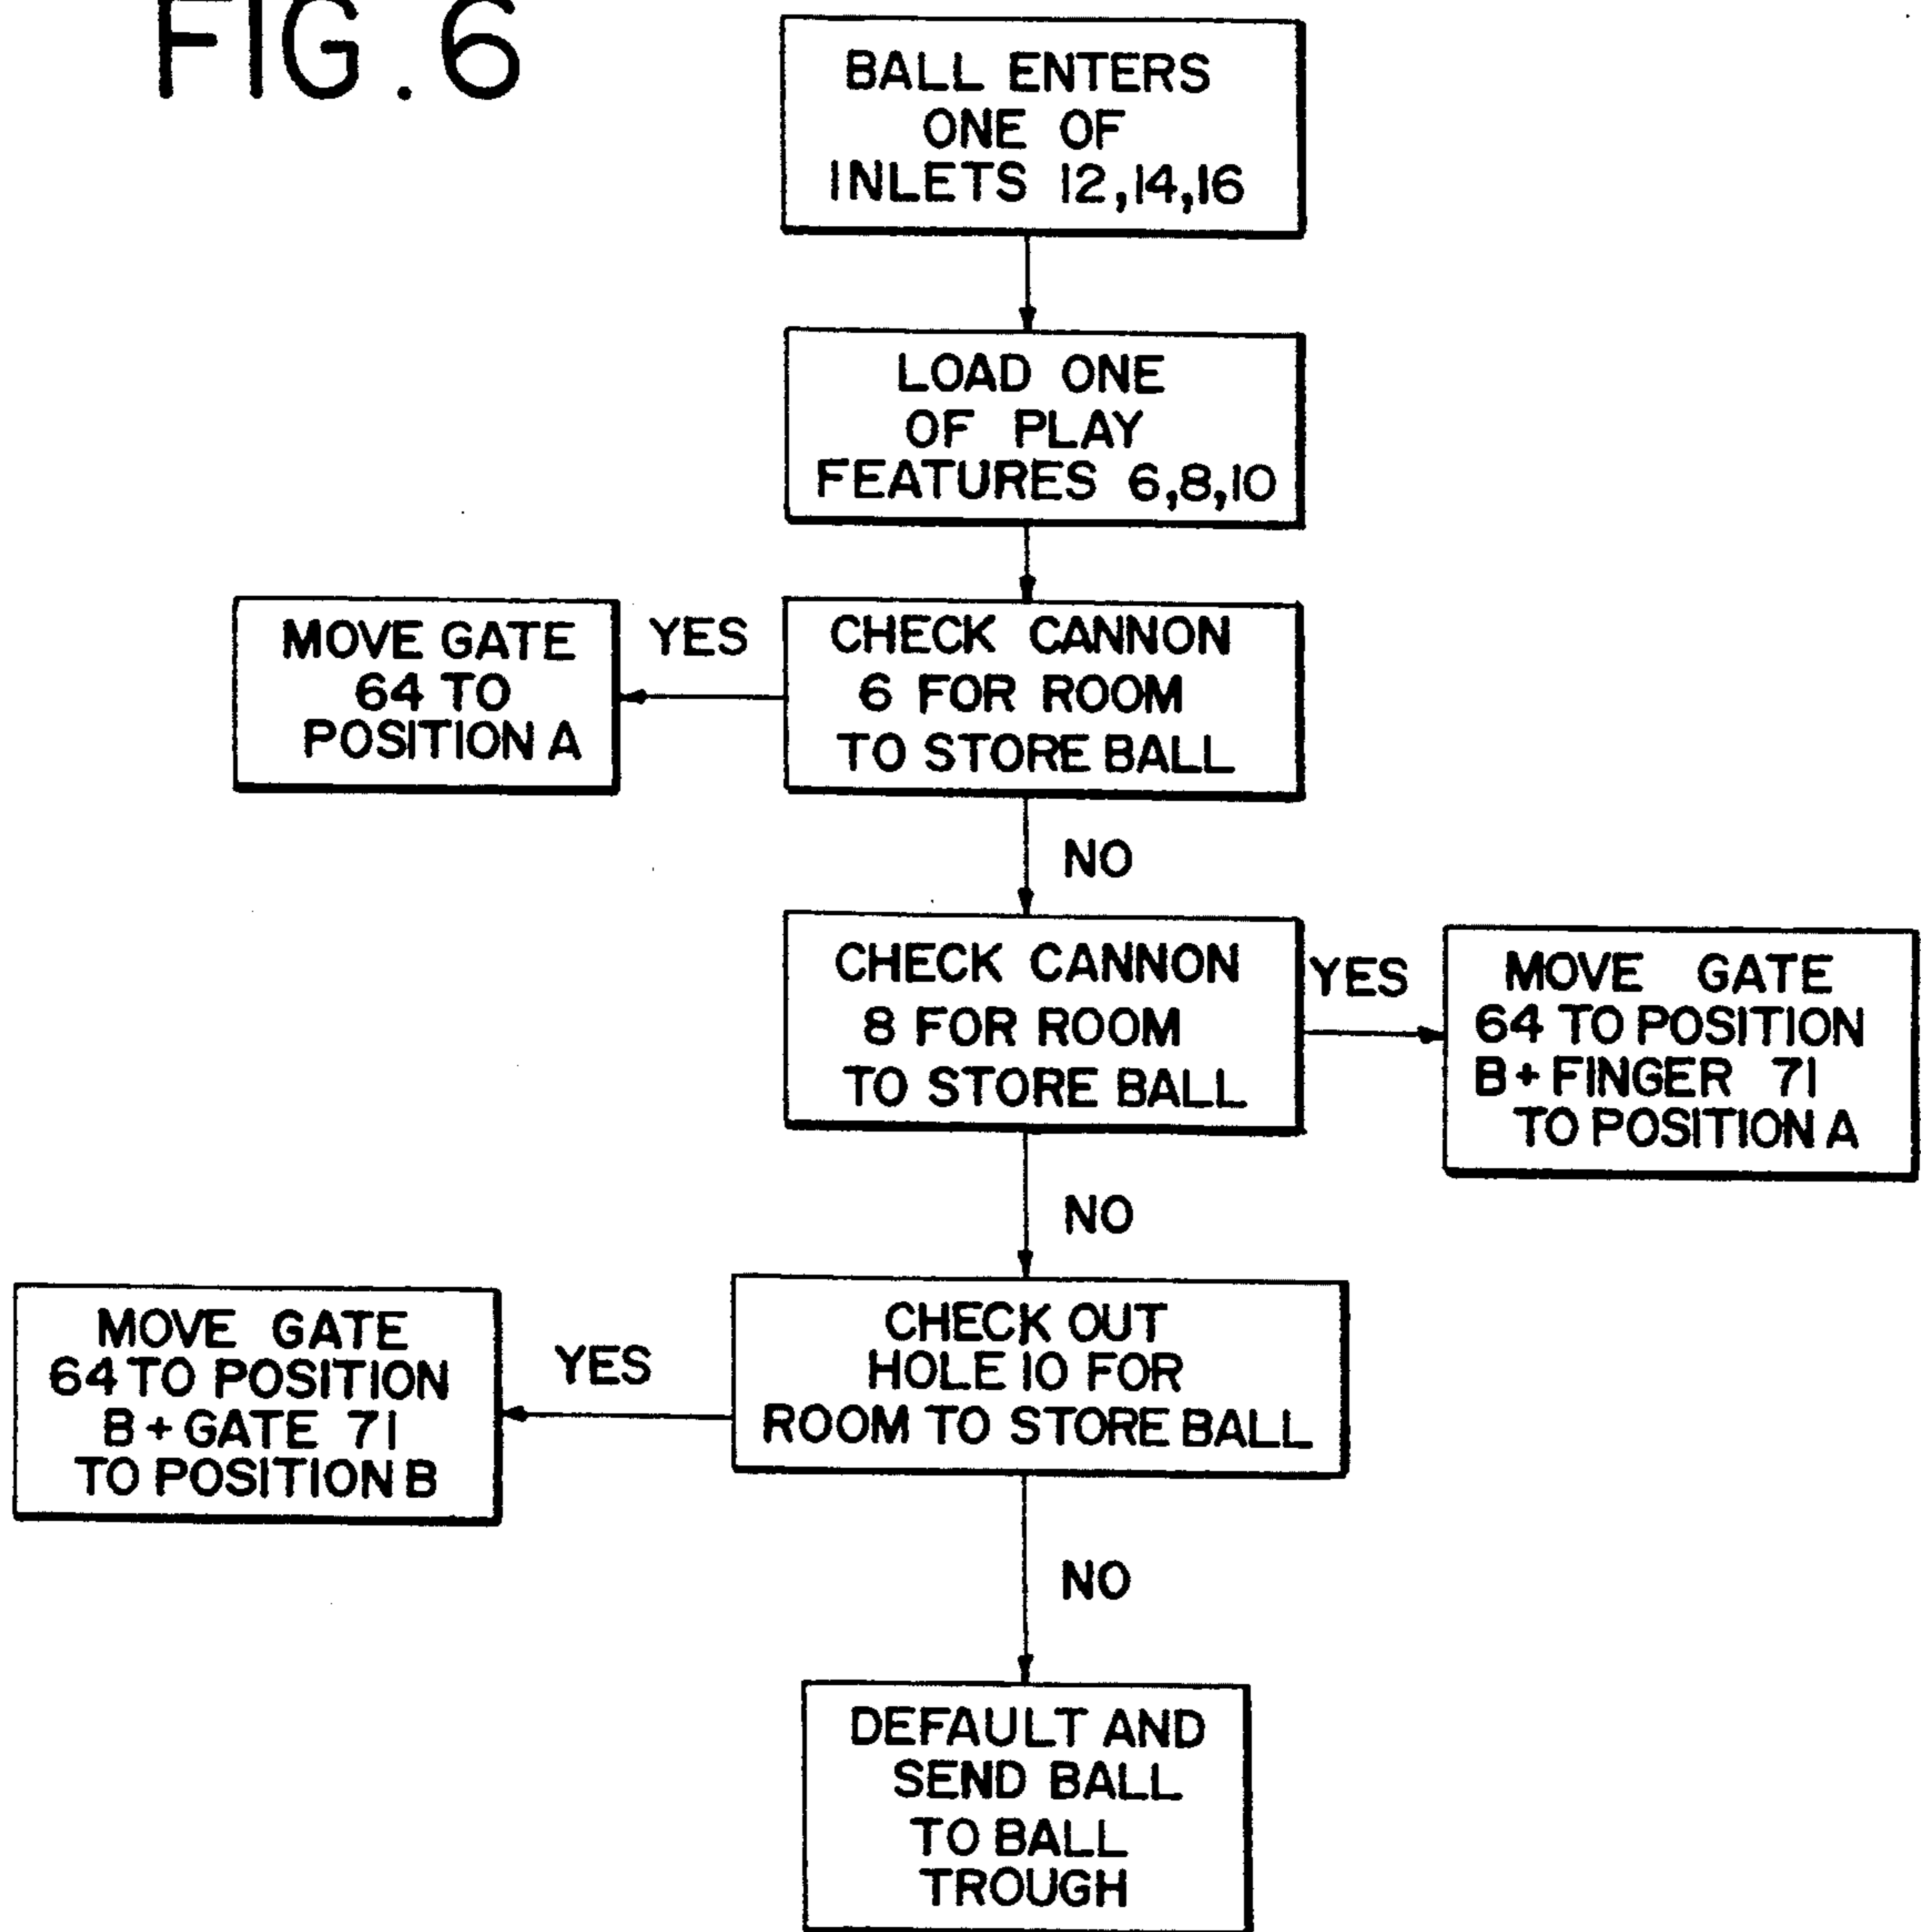 FIG. 6
BALL ENTERS
ONE OF
INLETS 12,14,16
LOAD ONE
OF PLAY
FEATURES 6,8,10
CHECK CANNON
6 FOR ROOM
TO STORE BALL
YES
MOVE GATE
64 TO
POSITION A
NO
CHECK CANNON
8 FOR ROOM
TO STORE BALL
YES
MOVE GATE
64 TO POSITION
B + FINGER 71
TO POSITION A
NO
CHECK OUT
HOLE 10 FOR
ROOM TO STORE BALL
YES
MOVE GATE
64 TO POSITION
B + GATE 71
TO POSITION B
NO
DEFAULT AND
SEND BALL
TO BALL
TROUGH